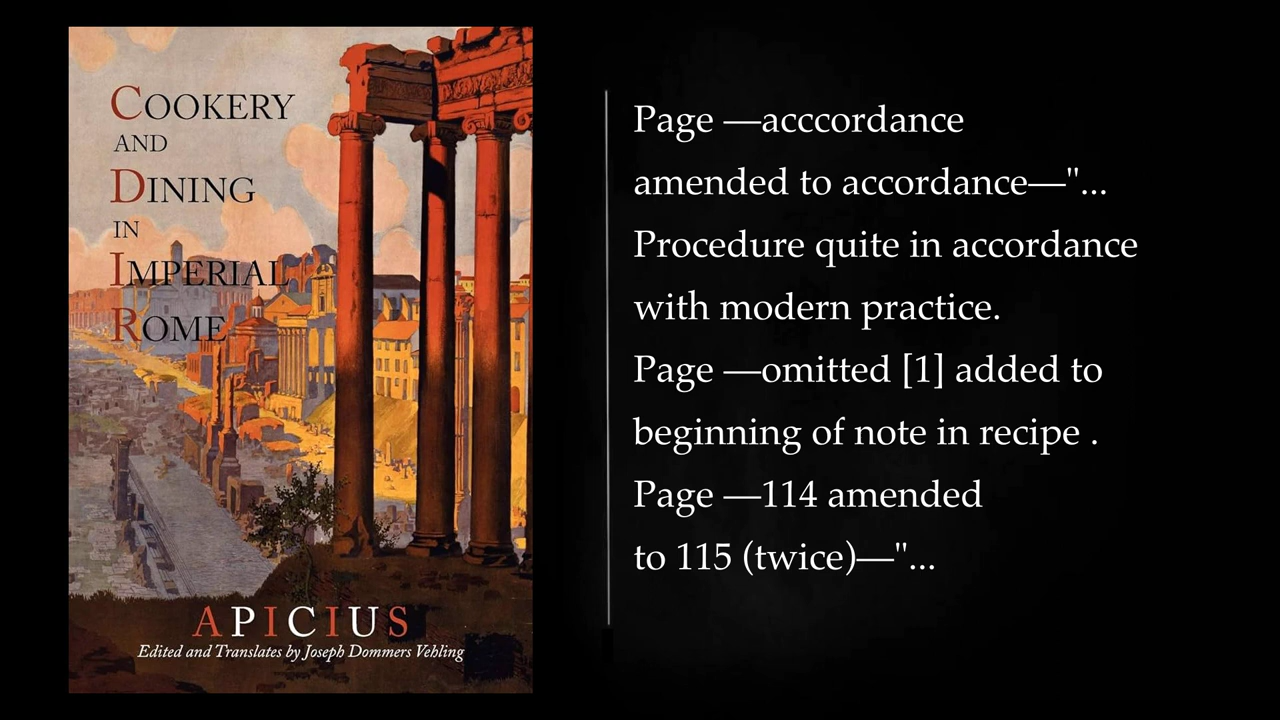 COOKERY
AND
DINING
IN
IMPERIAL
ROME
APICIUS
Edited and Translates by Joseph Dommers Vehling
Page —acccordance
amended to accordance—"...
Procedure quite in accordance
with modern practice.
Page —omitted [1] added to
beginning of note in recipe .
Page —114 amended
to 115 (twice)—"...